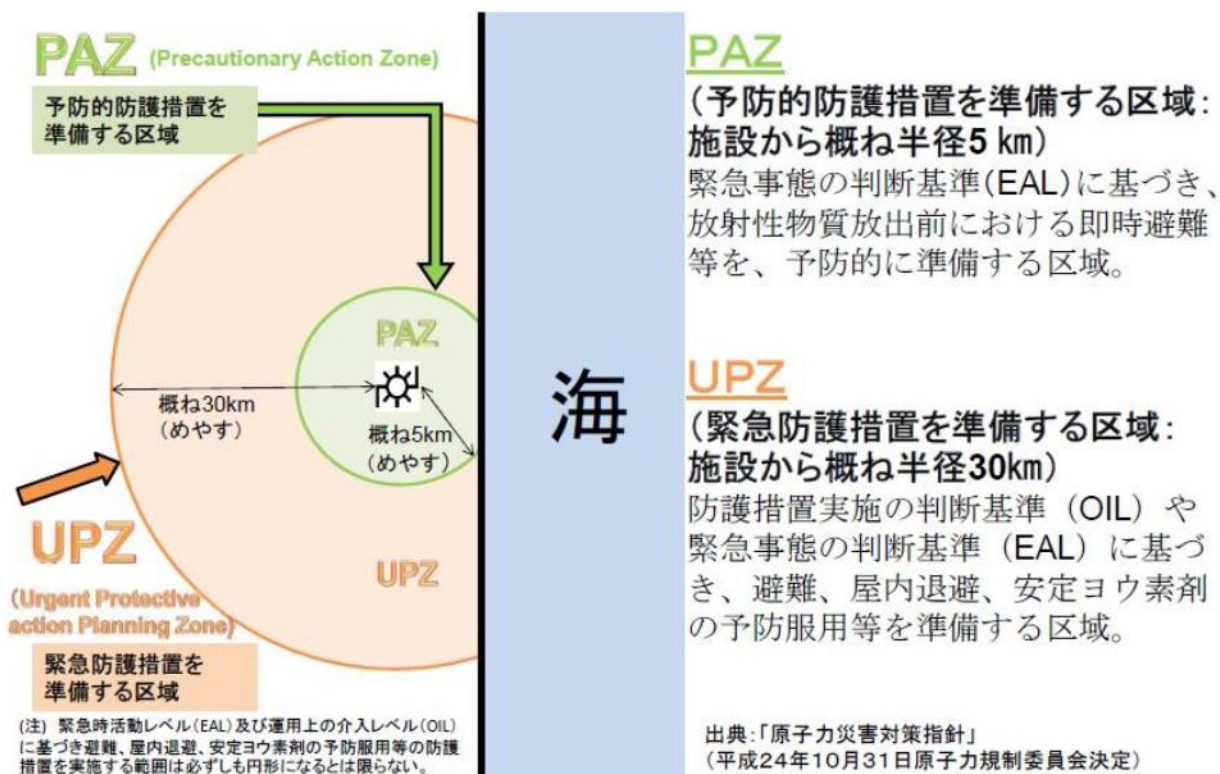 PAZ (Precautionary Action Zone)
予防的防護措置を
準備する区域
PAZ
概ね30km
(めやす)
概ね5km
(めやす)
UPZ
(Urgent Protective
action Planning Zone)
UPZ
緊急防護措置を
準備する区域
(注) 緊急時活動レベル(EAL)及び運用上の介入レベル(OIL)
に基づき避難、屋内退避、安定ヨウ素剤の予防服用等の防護
措置を実施する範囲は必ずしも円形になるとは限らない。
海
PAZ
(予防的防護措置を準備する区域:
施設から概ね半径5 ㎞)
緊急事態の判断基準(EAL)に基づき、
放射性物質放出前における即時避難
等を、予防的に準備する区域。
UPZ
(緊急防護措置を準備する区域:
施設から概ね半径30㎞)
防護措置実施の判断基準（OIL）や
緊急事態の判断基準（EAL）に基づ
き、避難、屋内退避、安定ヨウ素剤
の予防服用等を準備する区域。
出典:「原子力災害対策指針」
(平成24年10月31日原子力規制委員会決定)